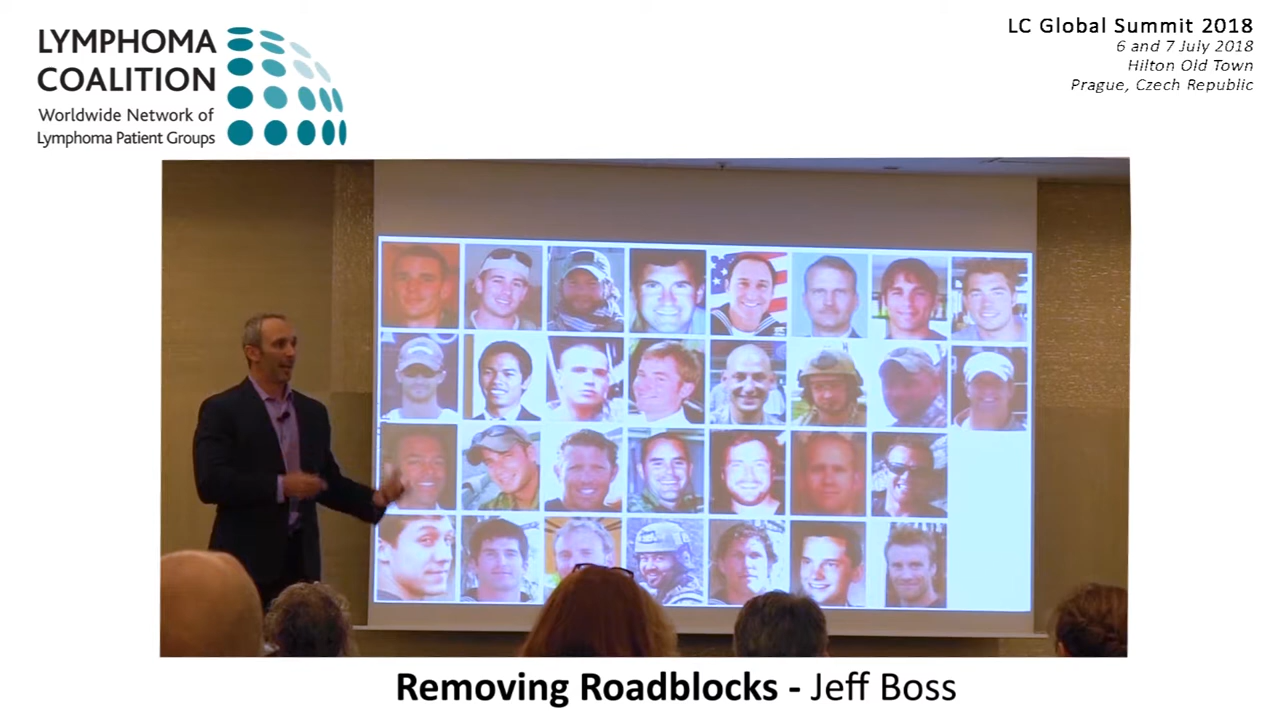 LYMPHOMA
COALITION
Worldwide Network of
Lymphoma Patient Groups
LC Global Summit 2018
6 and 7 July 2018
Hilton Old Town
Prague, Czech Republic
Removing Roadblocks - Jeff Boss